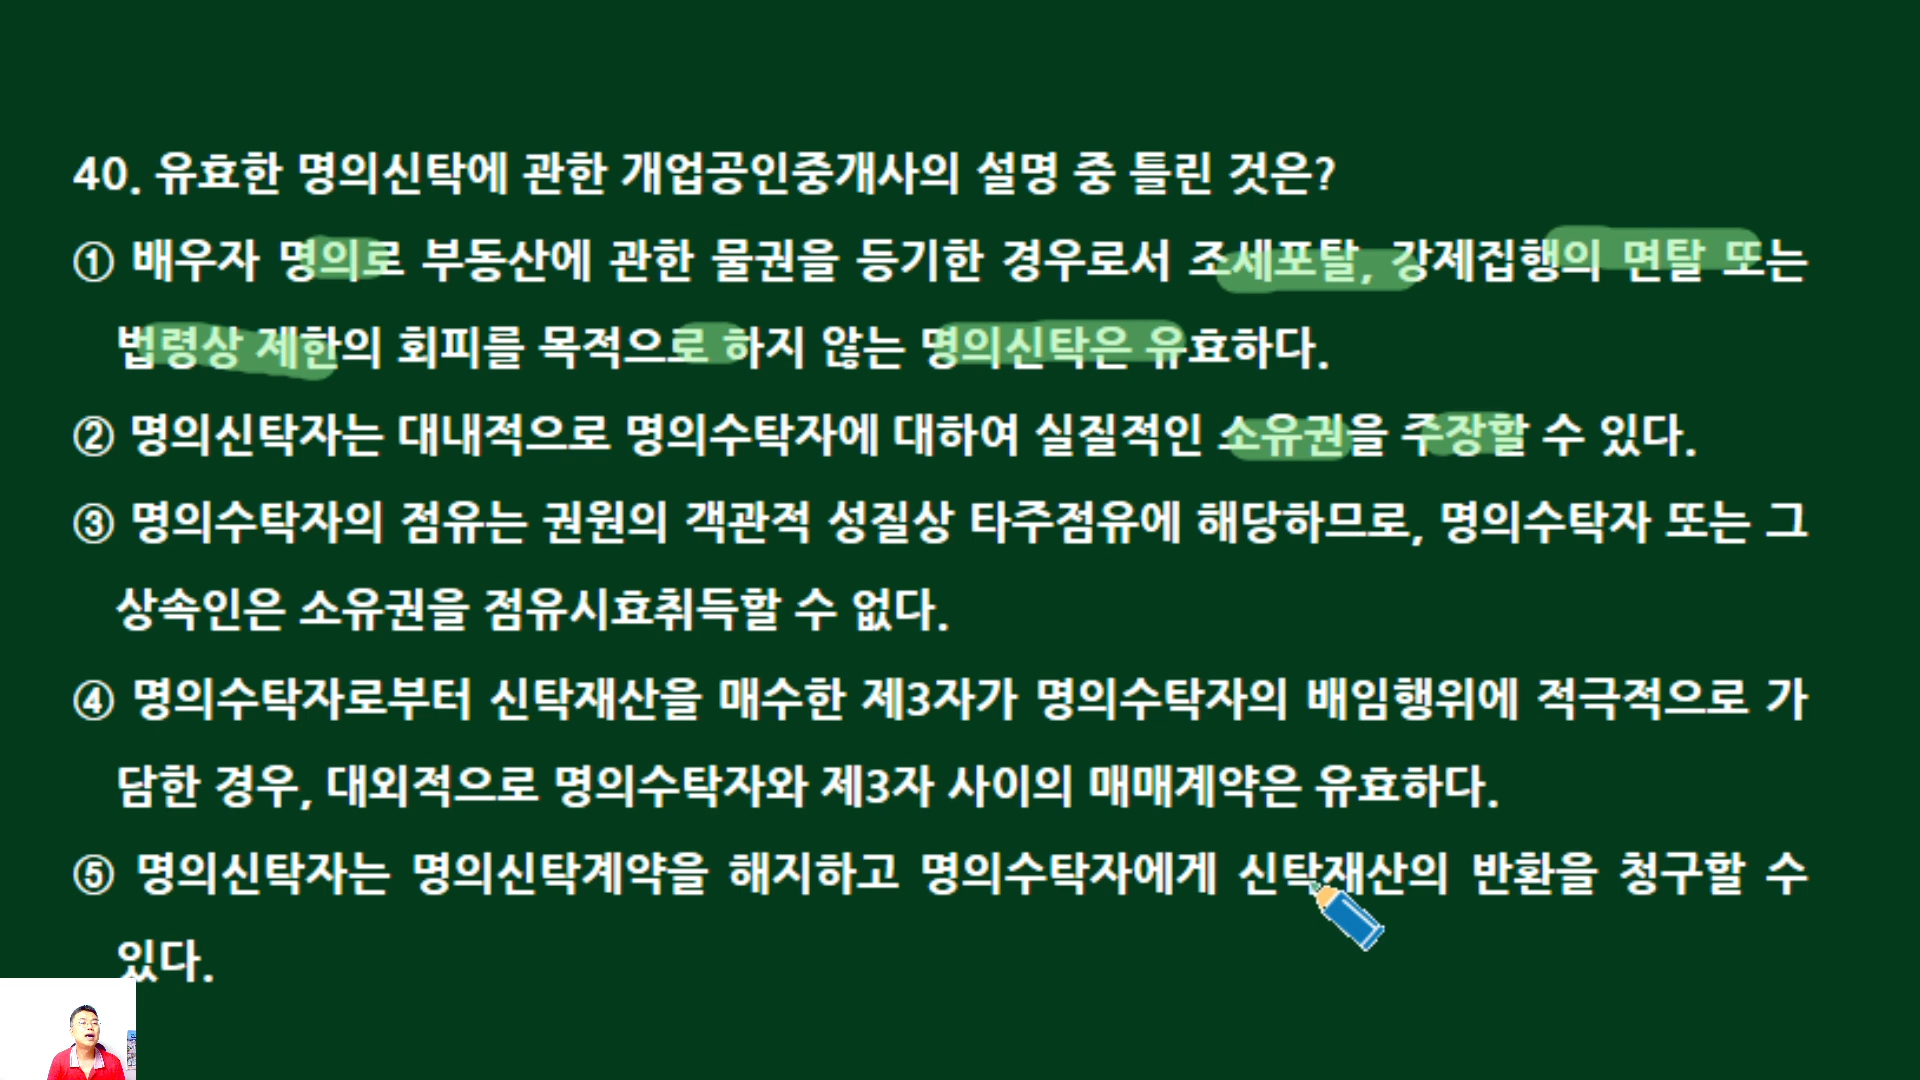 40. 유효한 명의신탁에 관한 개업공인중개사의 설명 중 틀린 것은?
① 배우자 명의로 부동산에 관한 물권을 등기한 경우로서 조세포탈, 강제집행의 면탈 또는
법령상 제한의 회피를 목적으로 하지 않는 명의신탁은 유효하다.
② 명의신탁자는 대내적으로 명의수탁자에 대하여 실질적인 소유권을 주장할 수 있다.
③ 명의수탁자의 점유는 권원의 객관적 성질상 타주점유에 해당하므로, 명의수탁자 또는 그
상속인은 소유권을 점유시효취득할 수 없다.
④ 명의수탁자로부터 신탁재산을 매수한 제3자가 명의수탁자의 배임행위에 적극적으로 가
담한 경우, 대외적으로 명의수탁자와 제3자 사이의 매매계약은 유효하다.
⑤ 명의신탁자는 명의신탁계약을 해지하고 명의수탁자에게 신탁재산의 반환을 청구할 수
있다.